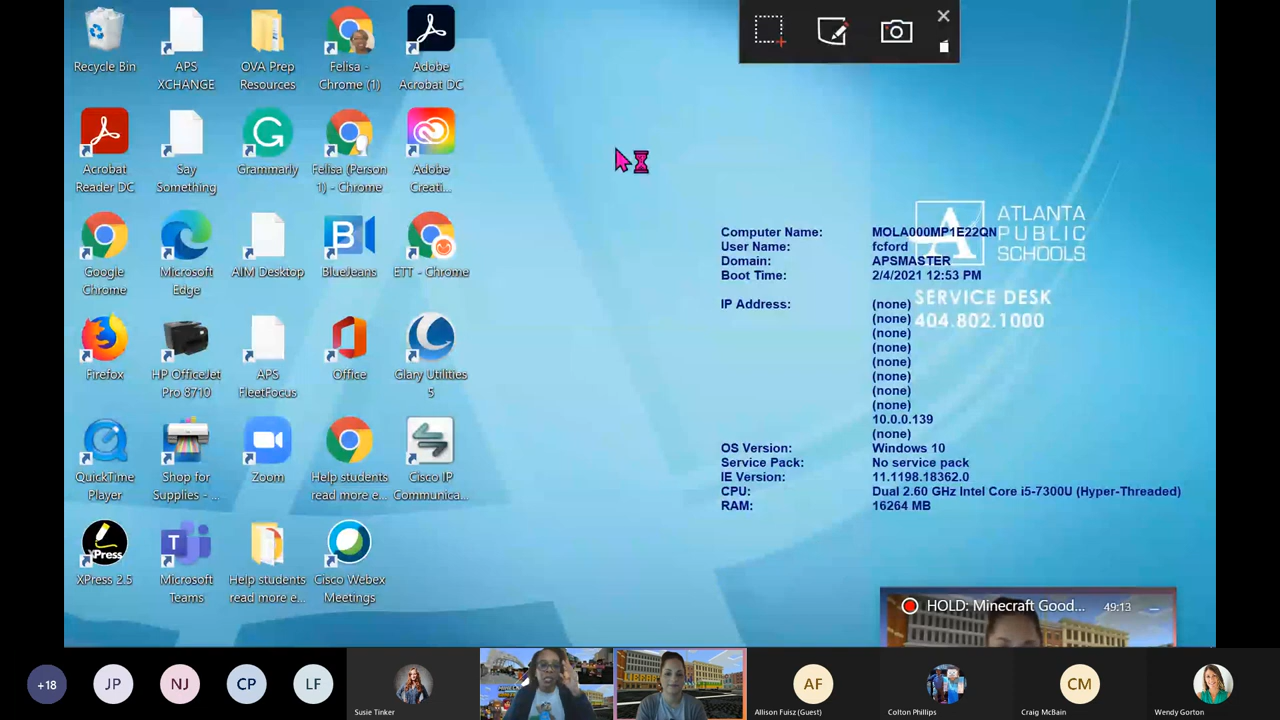 Recycle Bin
APS XCHANGE
OVA Prep Resources
Felisa - Chrome (1)
Adobe Acrobat DC
Acrobat Reader DC
Say Something
Grammarly
Felisa (Person 1) - Chrome
Adobe Creati...
Google Chrome
Microsoft Edge
AIM Desktop
BlueJeans
ETT - Chrome
Firefox
HP OfficeJet Pro 8710
APS FleetFocus
Office
Glary Utilities 5
QuickTime Player
Shop for Supplies - ...
Zoom
Help students read more e...
Cisco IP Communica...
XPress
XPress 2.5
Microsoft Teams
Help students read more e...
Cisco Webex Meetings
ATLANTA
PUBLIC
SCHOOLS
SERVICE DESK
404.802.1000
Computer Name: MOLA000MP1E22QN
User Name: fcford
Domain: APSMASTER
Boot Time: 2/4/2021 12:53 PM
IP Address: (none)
(none)
(none)
(none)
(none)
(none)
(none)
(none)
10.0.0.139
(none)
OS Version: Windows 10
Service Pack: No service pack
IE Version: 11.1198.18362.0
CPU: Dual 2.60 GHz Intel Core i5-7300U (Hyper-Threaded)
RAM: 16264 MB
HOLD: Minecraft Good... 49:13
+18
JP
NJ
CP
LF
Susie Tinker
AF
Allison Fuisz (Guest)
Colton Phillips
CM
Craig McBain
Wendy Gorton